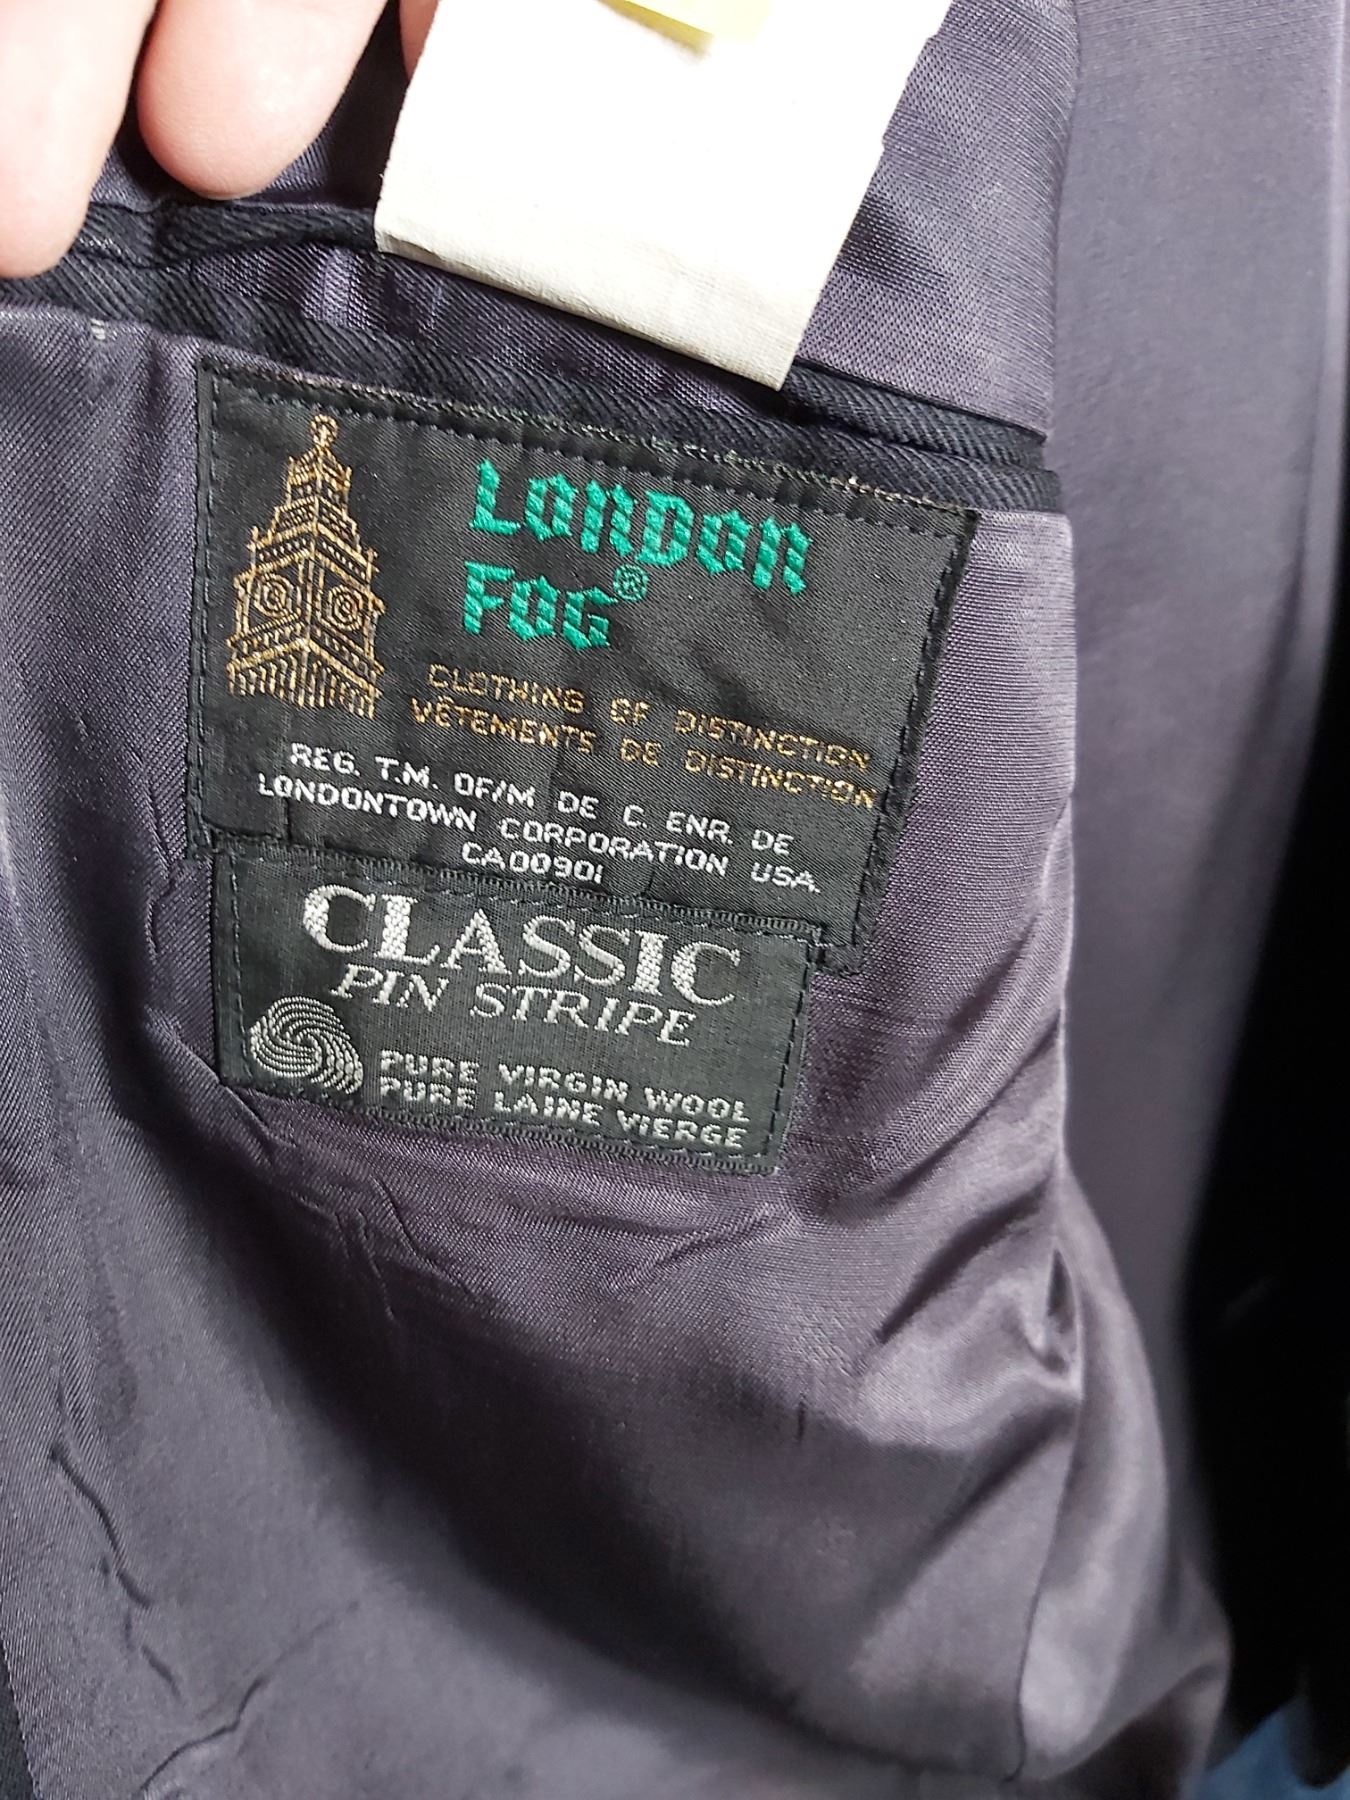 LONDON
FOG®
CLOTHING OF DISTINCTION
VÊTEMENTS DE DISTINCTION
REG. T.M. OF/M DE C. ENR. DE
LONDONTOWN CORPORATION USA.
CA00901
CLASSIC
PIN STRIPE
PURE VIRGIN WOOL
PURE LAINE VIERGE